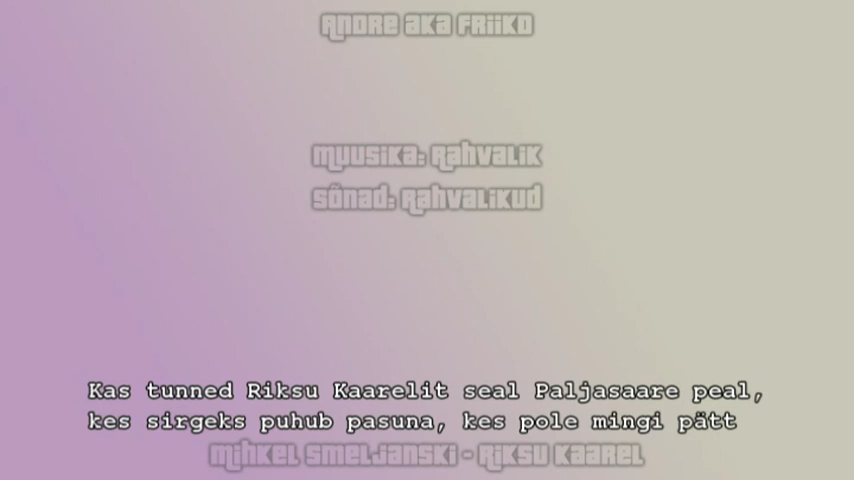 ANDRE AKA FRIIKO
MUUSIKA: RAHVALIK
SÕNAD: RAHVALIKUD
Kas tunned Riksu Kaarelit seal Paljasaare peal,
kes sirgeks puhub pasuna, kes pole mingi pätt
MIHKEL SMELJANSKI - RIKSU KAAREL